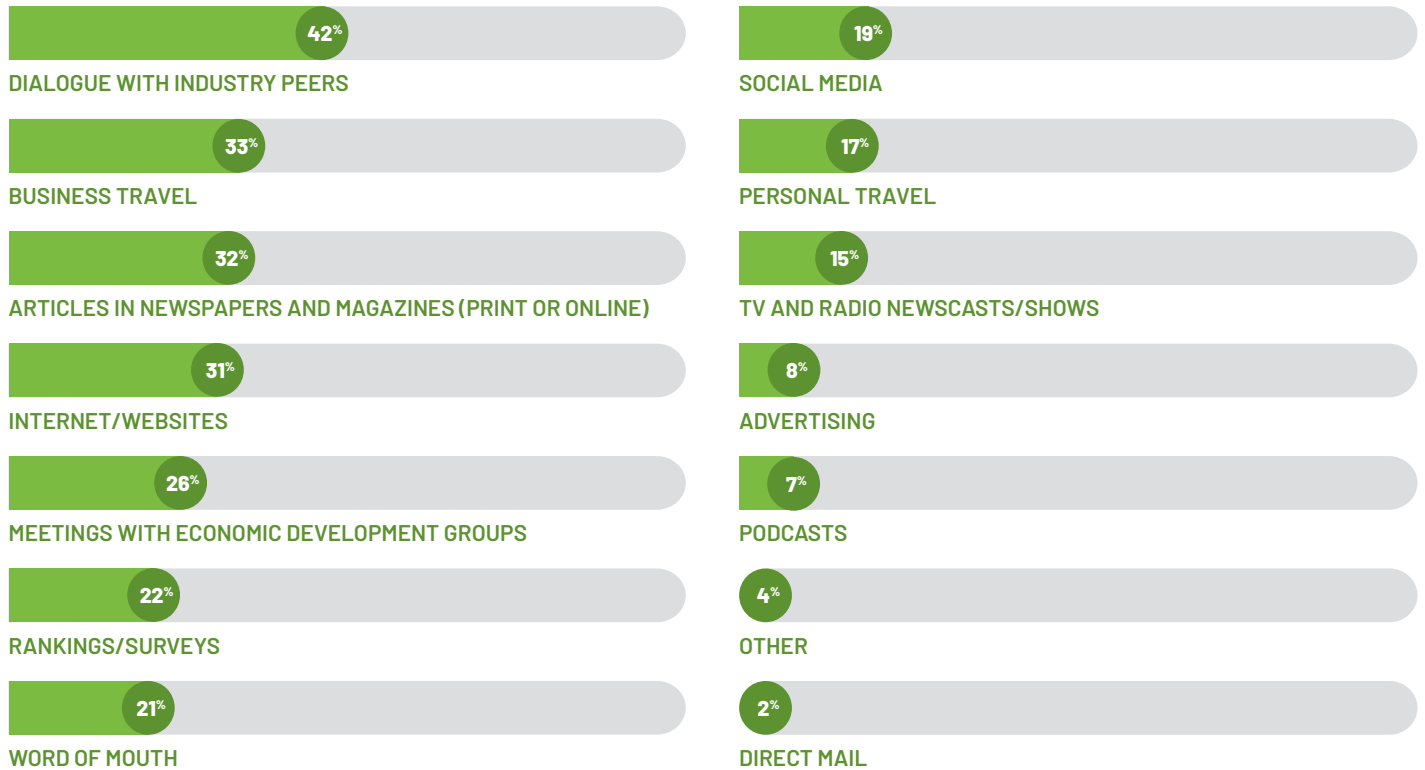 42%
DIALOGUE WITH INDUSTRY PEERS
33%
BUSINESS TRAVEL
32%
ARTICLES IN NEWSPAPERS AND MAGAZINES (PRINT OR ONLINE)
31%
INTERNET/WEBSITES
26%
MEETINGS WITH ECONOMIC DEVELOPMENT GROUPS
22%
RANKINGS/SURVEYS
21%
WORD OF MOUTH
19%
SOCIAL MEDIA
17%
PERSONAL TRAVEL
15%
TV AND RADIO NEWSCASTS/SHOWS
8%
ADVERTISING
7%
PODCASTS
4%
OTHER
2%
DIRECT MAIL